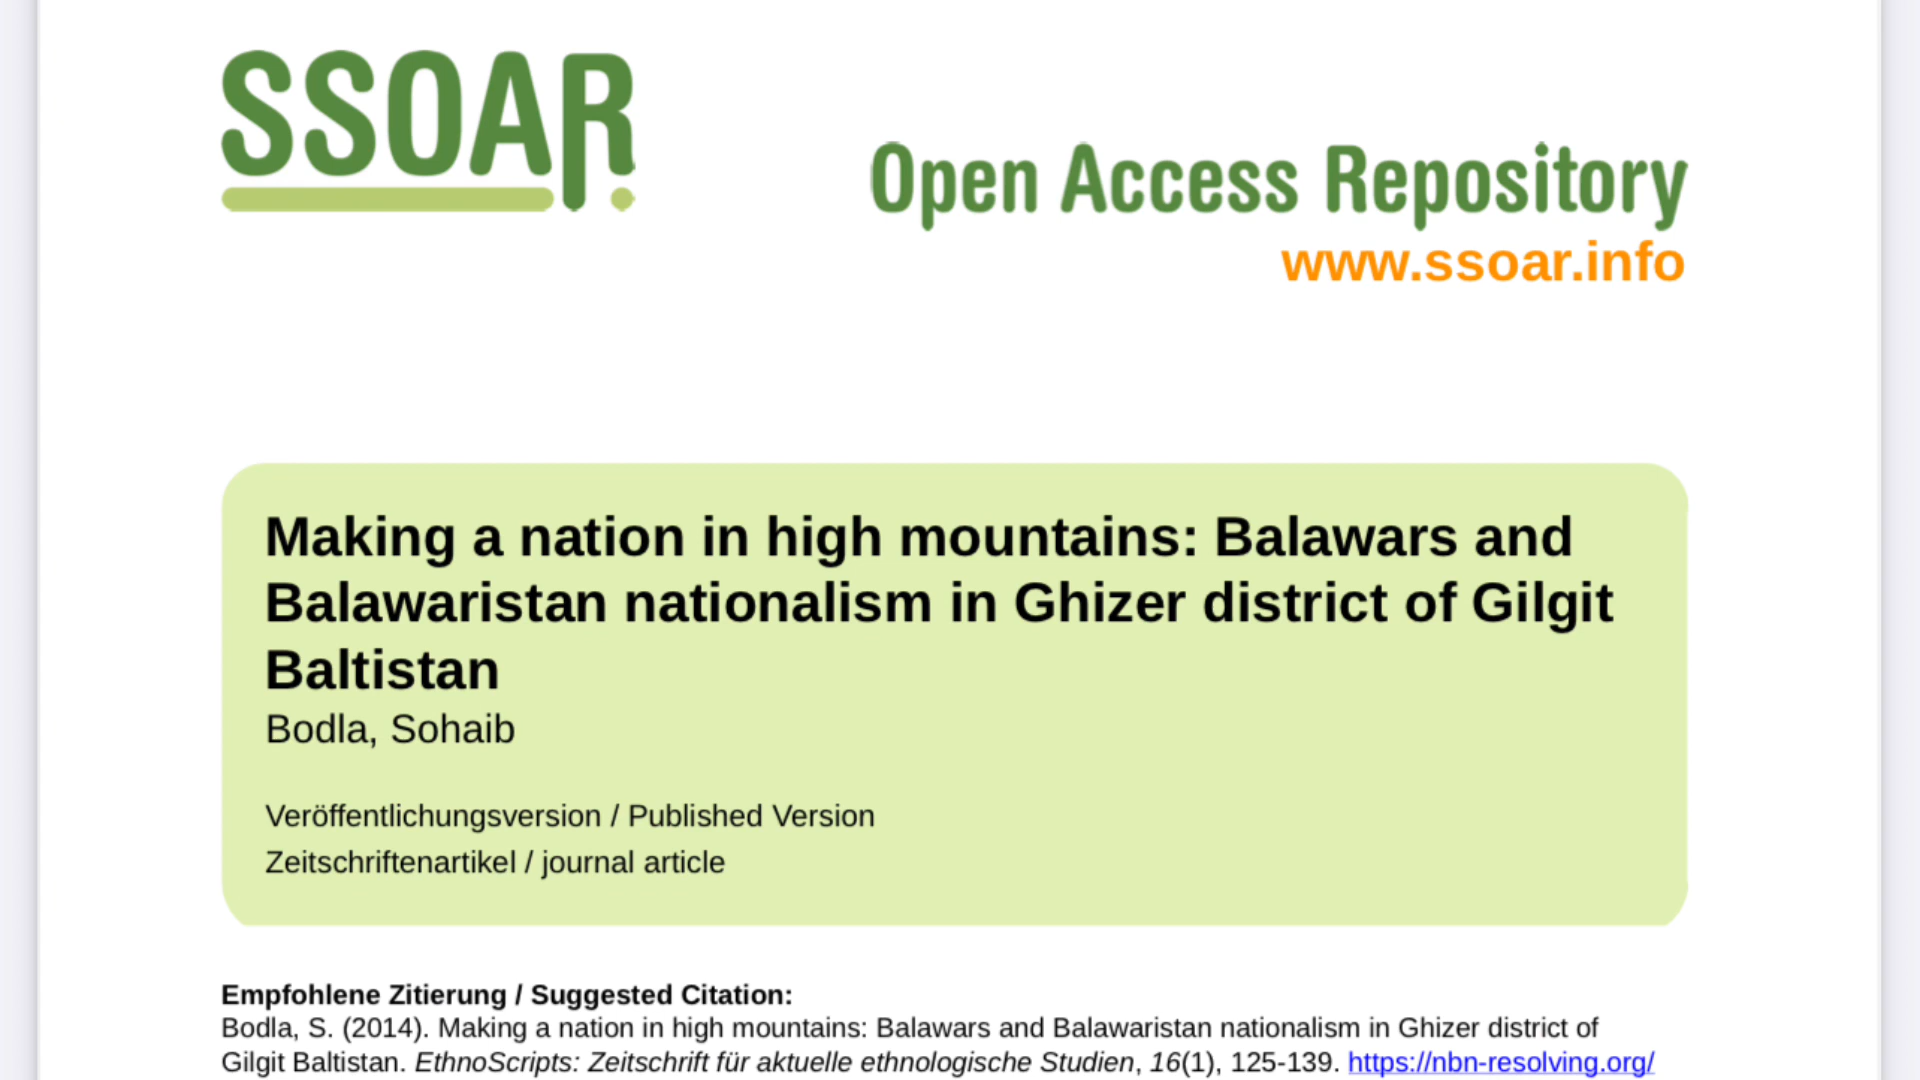 SSOAR
Open Access Repository
www.ssoar.info
Making a nation in high mountains: Balawars and
Balawaristan nationalism in Ghizer district of Gilgit
Baltistan
Bodla, Sohaib
Veröffentlichungsversion / Published Version
Zeitschriftenartikel / journal article
Empfohlene Zitierung / Suggested Citation:
Bodla, S. (2014). Making a nation in high mountains: Balawars and Balawaristan nationalism in Ghizer district of
Gilgit Baltistan. EthnoScripts: Zeitschrift für aktuelle ethnologische Studien, 16(1), 125-139. https://nbn-resolving.org/